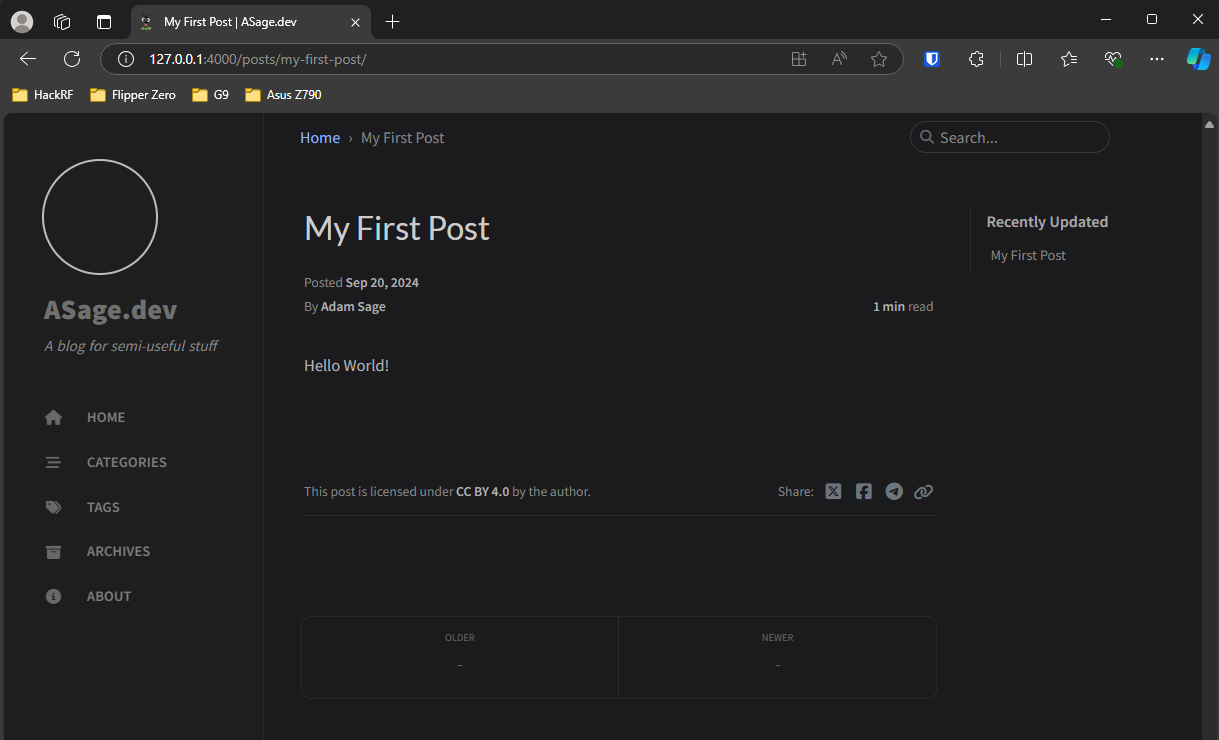 My First Post | ASage.dev
127.0.0.1:4000/posts/my-first-post/
HackRF
Flipper Zero
G9
Asus Z790
Home › My First Post
Search...
ASage.dev
A blog for semi-useful stuff
HOME
CATEGORIES
TAGS
ARCHIVES
ABOUT
My First Post
Posted Sep 20, 2024
By Adam Sage
1 min read
Hello World!
This post is licensed under CC BY 4.0 by the author.
Share:
OLDER
-
NEWER
-
Recently Updated
My First Post